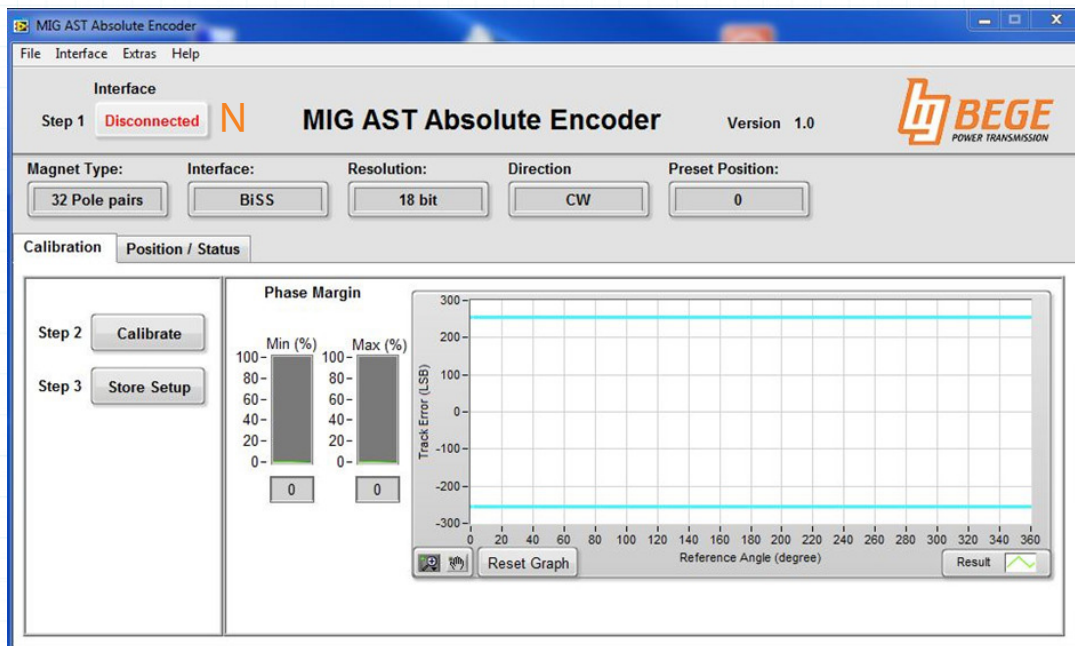 MIG AST Absolute Encoder
File Interface Extras Help
Interface
Step 1 Disconnected N
MIG AST Absolute Encoder
Version 1.0
BEGE
POWER TRANSMISSION
Magnet Type: Interface: Resolution: Direction Preset Position:
32 Pole pairs BiSS 18 bit CW 0
Calibration Position / Status
Step 2 Calibrate
Step 3 Store Setup
Phase Margin
Min (%) Max (%)
100 100
80 80
60 60
40 40
20 20
0 0
0 0
Track Error (LSB)
300
200
100
0
-100
-200
-300
0 20 40 60 80 100 120 140 160 180 200 220 240 260 280 300 320 340 360
Reference Angle (degree)
Reset Graph
Result